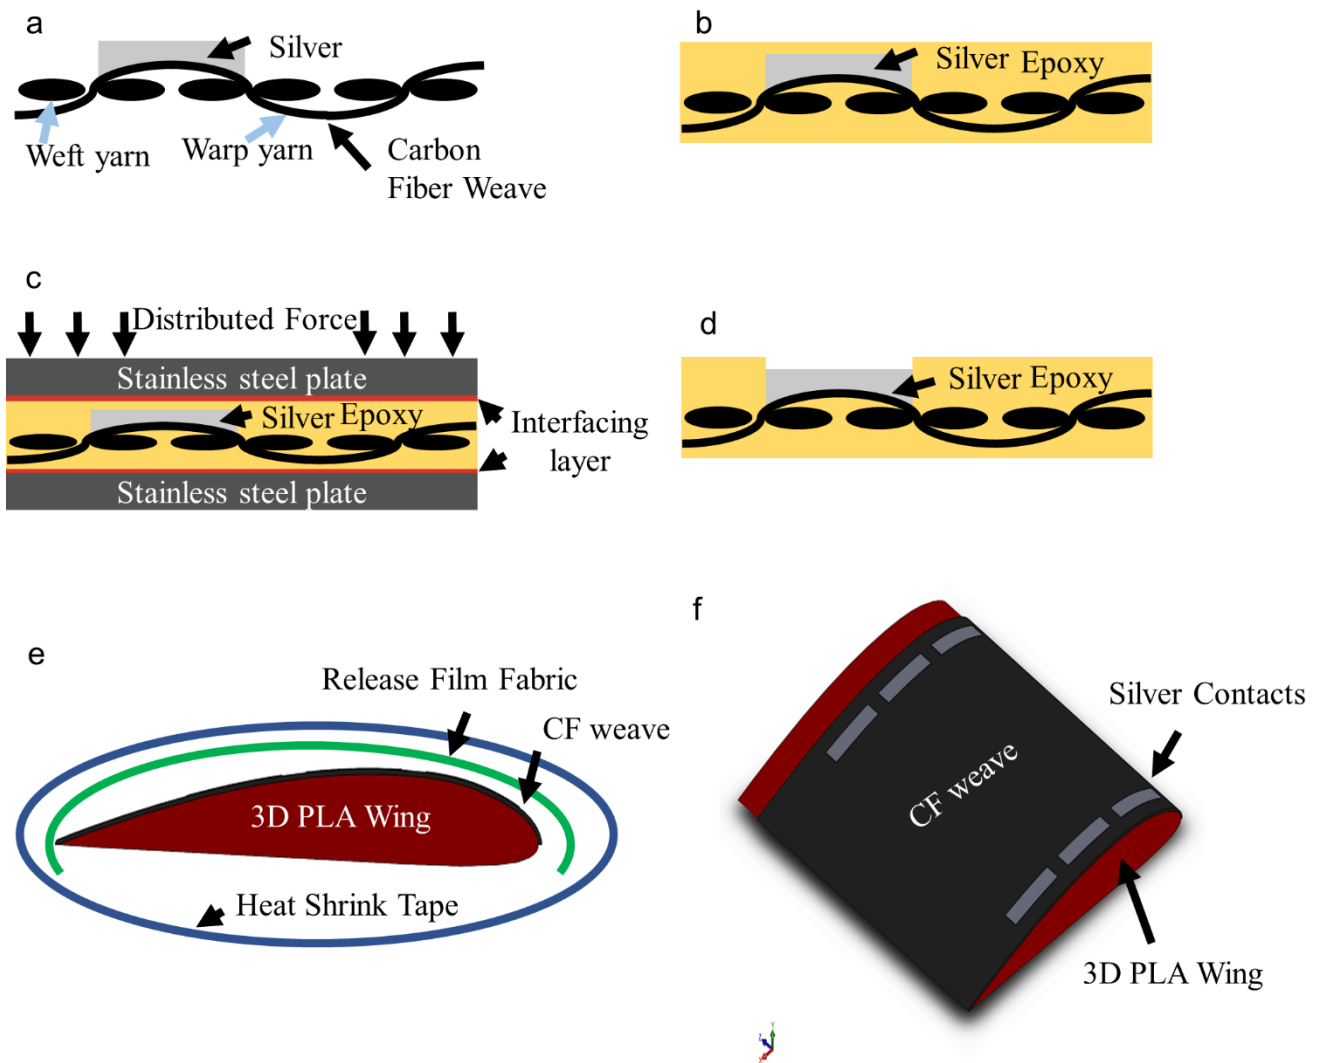 a
Silver
Weft yarn
Warp yarn
Carbon
Fiber Weave
b
Silver Epoxy
c
Distributed Force
Stainless steel plate
Silver Epoxy
Interfacing
layer
Stainless steel plate
d
Silver Epoxy
e
Release Film Fabric
CF weave
3D PLA Wing
Heat Shrink Tape
f
Silver Contacts
CF weave
3D PLA Wing